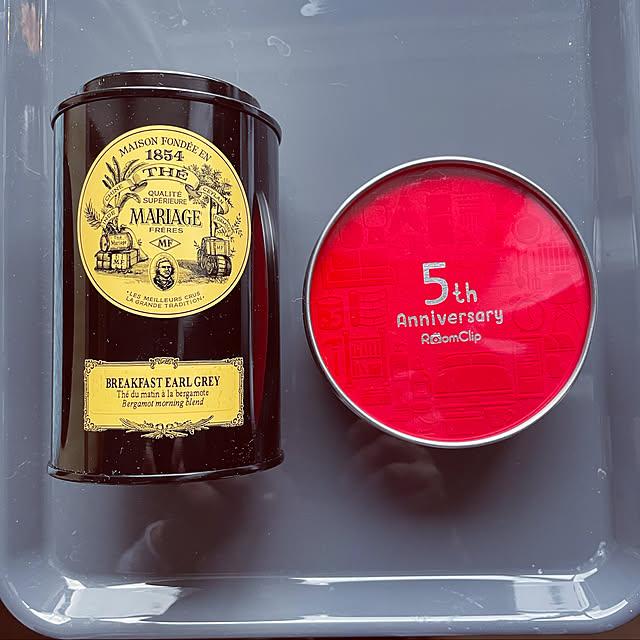 MAISON FONDÉE EN
1854
THÉ
QUALITÉ
SUPÉRIEURE
MARIAGE
FRÈRES
MF
"LES MEILLEURS CRUS
LA GRANDE TRADITION"
BREAKFAST EARL GREY
Thé du matin à la bergamote
Bergamot morning blend
5th
Anniversary
RoomClip